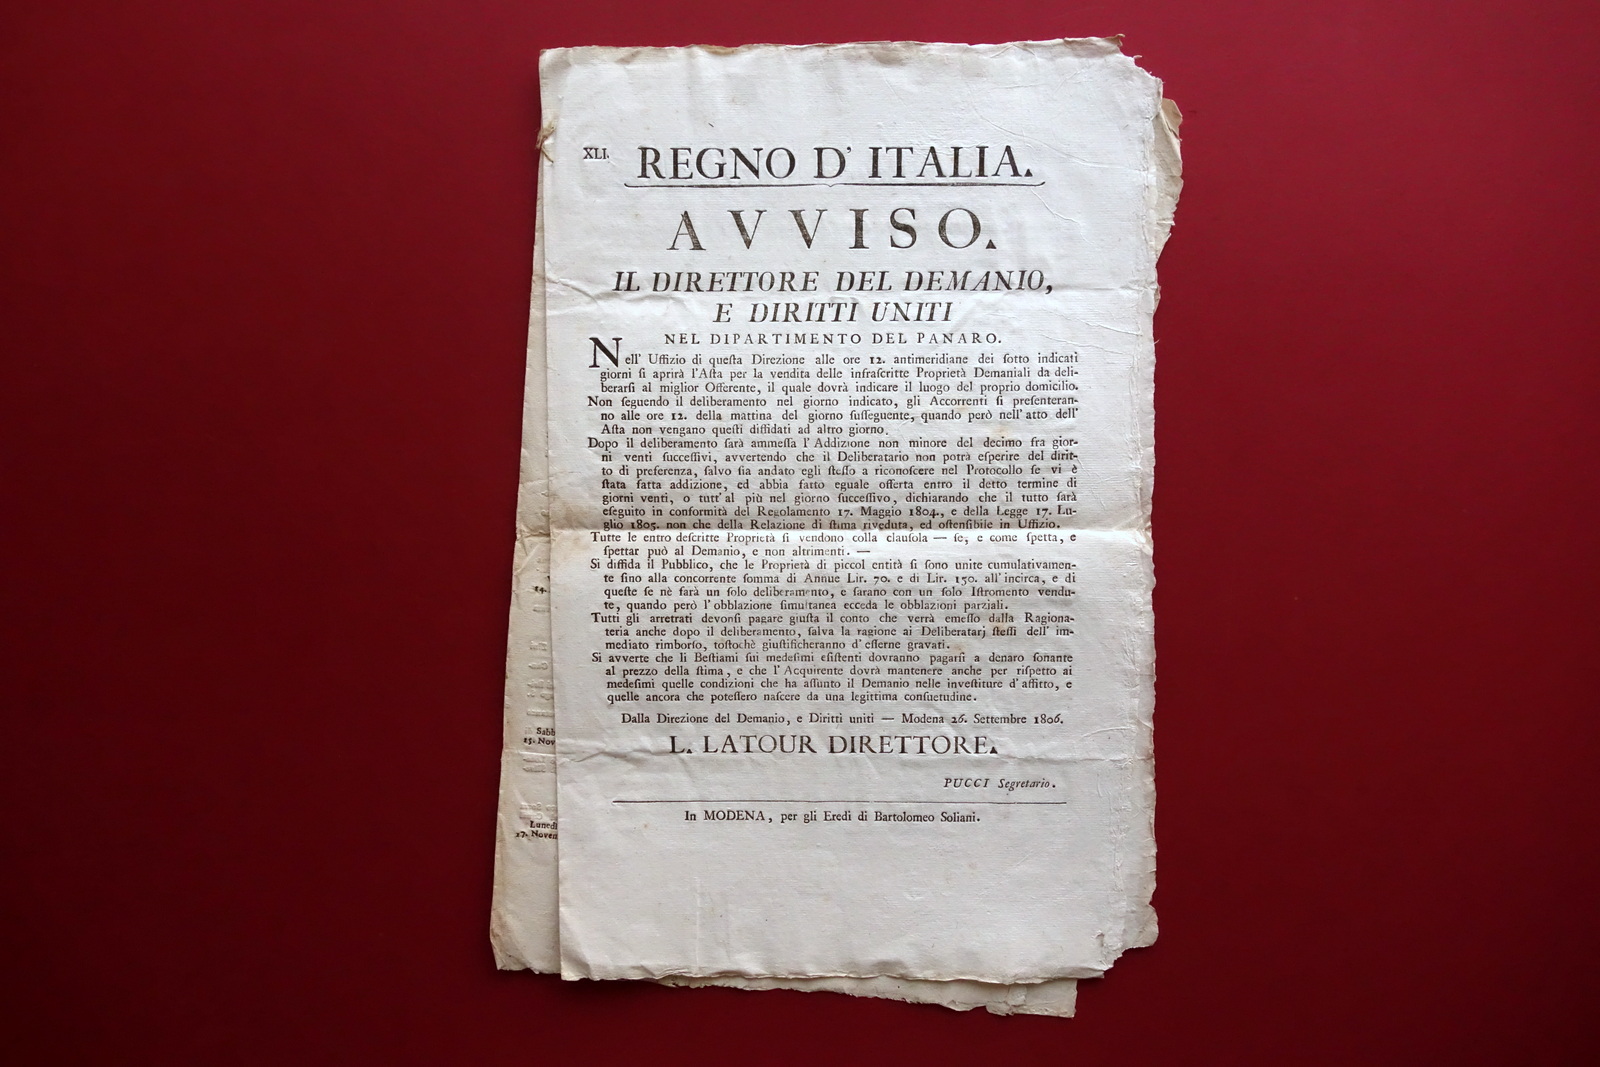 XLI.
REGNO D' ITALIA.
AVVISO.
IL DIRETTORE DEL DEMANIO,
E DIRITTI UNITI
NEL DIPARTIMENTO DEL PANARO.
Nell' Uffizio di queſta Direzione alle ore 12. antimeridiane dei ſotto indicati
giorni ſi aprirà l'Aſta per la vendita delle infraſcritte Proprietà Demaniali da deli-
berarſi al miglior Offerente, il quale dovrà indicare il luogo del proprio domicilio.
Non ſeguendo il deliberamento nel giorno indicato, gli Accorrenti ſi preſenteran-
no alle ore 12. della mattina del giorno ſuſſeguente, quando però nell' atto dell'
Aſta non vengano queſti diffidati ad altro giorno.
Dopo il deliberamento ſarà ammeſſa l' Addizione non minore del decimo fra gior-
ni venti ſucceſſivi, avvertendo che il Deliberatario non potrà eſperire del dirit-
to di preferenza, ſalvo ſia andato egli ſteſſo a riconoſcere nel Protocollo ſe vi è
ſtata fatta addizione, ed abbia fatto eguale offerta entro il detto termine di
giorni venti, o tutt' al più nel giorno ſucceſſivo, dichiarando che il tutto ſarà
eſeguito in conformità del Regolamento 17. Maggio 1804., e della Legge 17. Lu-
glio 1805. non che della Relazione di ſtima riveduta, ed oſtenſibile in Uffizio.
Tutte le entro deſcritte Proprietà ſi vendono colla clauſola — ſe, e come ſpetta, e
ſpettar può al Demanio, e non altrimenti. —
Si diffida il Pubblico, che le Proprietà di piccol entità ſi ſono unite cumulativamen-
te ſino alla concorrente ſomma di Annue Lir. 70. e di Lir. 150. all' incirca, e di
queſte ſe nè farà un ſolo deliberamento, e ſarano con un ſolo Iſtromento vendu-
te, quando però l' obblazione ſimultanea ecceda le obblazioni parziali.
Tutti gli arretrati devonſi pagare giuſta il conto che verrà emeſſo dalla Ragiona-
teria anche dopo il deliberamento, ſalva la ragione ai Deliberatarj ſteſſi dell' im-
mediato rimborſo, toſtochè giuſtificheranno d' eſſerne gravati.
Si avverte che li Beſtiami ſui medeſimi eſiſtenti dovranno pagarſi a denaro ſonante
al prezzo della ſtima, e che l' Acquirente dovrà mantenere anche per riſpetto ai
medeſimi quelle condizioni che ha aſſunto il Demanio nelle inveſtiture d' affitto, e
quelle ancora che poteſſero naſcere da una legittima conſuetudine.
Dalla Direzione del Demanio, e Diritti uniti — Modena 26. Settembre 1806.
L. LATOUR DIRETTORE.
PUCCI Segretario.
In MODENA, per gli Eredi di Bartolomeo Soliani.
14.
Sabb
15. Nov
Lunedì
17. Novem